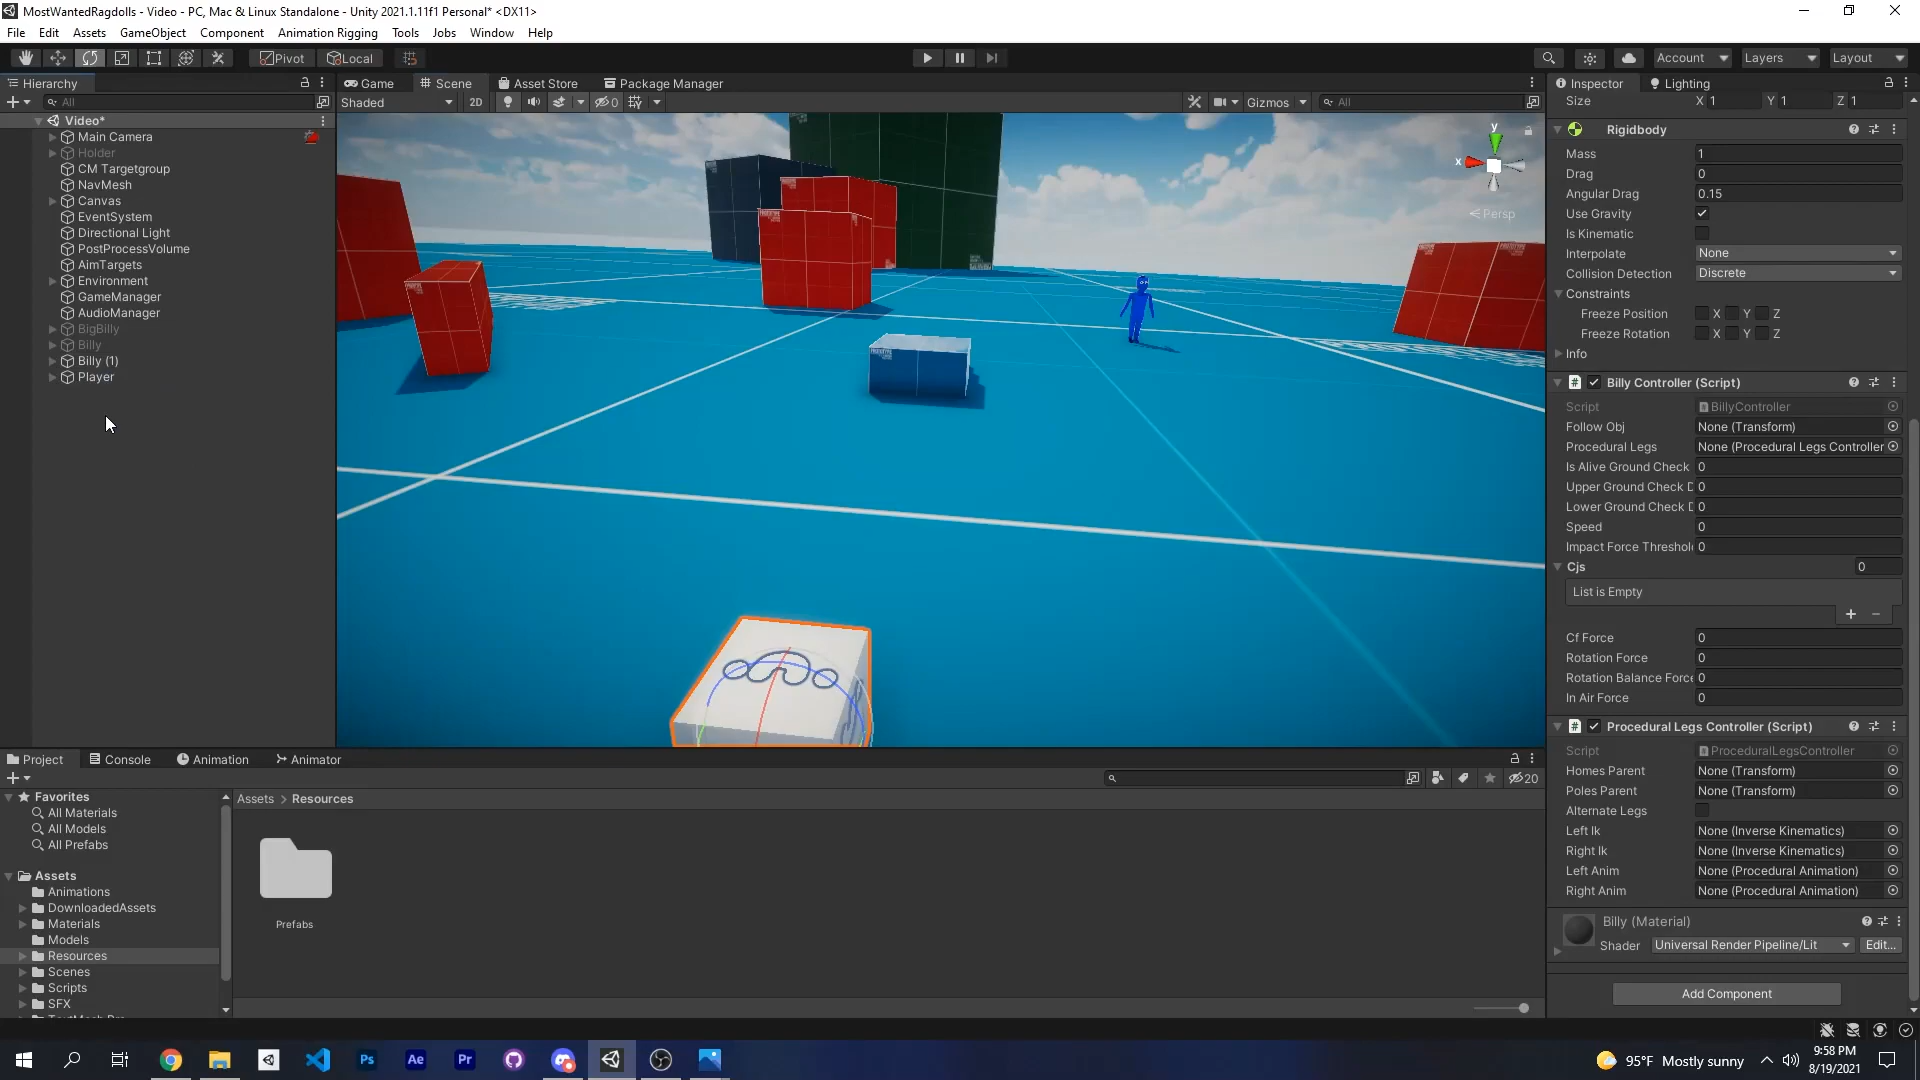 MostWantedRagdolls - Video - PC, Mac & Linux Standalone - Unity 2021.1.11f1 Personal* <DX11>
File Edit Assets GameObject Component Animation Rigging Tools Jobs Window Help
Pivot Local Account Layers Layout
Hierarchy
All
Video*
Main Camera
Holder
CM Targetgroup
NavMesh
Canvas
EventSystem
Directional Light
PostProcessVolume
AimTargets
Environment
GameManager
AudioManager
BigBilly
Billy
Billy (1)
Player
Game Scene Asset Store Package Manager
Shaded 2D 0 Gizmos All
y
x
Persp
Inspector Lighting
Size X 1 Y 1 Z 1
Rigidbody
Mass 1
Drag 0
Angular Drag 0.15
Use Gravity
Is Kinematic
Interpolate None
Collision Detection Discrete
Constraints
Freeze Position X Y Z
Freeze Rotation X Y Z
Info
# Billy Controller (Script)
Script BillyController
Follow Obj None (Transform)
Procedural Legs None (Procedural Legs Controller
Is Alive Ground Check 0
Upper Ground Check D 0
Lower Ground Check D 0
Speed 0
Impact Force Threshol 0
Cjs 0
List is Empty
+ −
Cf Force 0
Rotation Force 0
Rotation Balance Force 0
In Air Force 0
# Procedural Legs Controller (Script)
Script ProceduralLegsController
Homes Parent None (Transform)
Poles Parent None (Transform)
Alternate Legs
Left Ik None (Inverse Kinematics)
Right Ik None (Inverse Kinematics)
Left Anim None (Procedural Animation)
Right Anim None (Procedural Animation)
Billy (Material)
Shader Universal Render Pipeline/Lit Edit...
Add Component
Project Console Animation Animator
20
Favorites
All Materials
All Models
All Prefabs
Assets
Animations
DownloadedAssets
Materials
Models
Resources
Scenes
Scripts
SFX
Assets > Resources
Prefabs
Ps Ae Pr
95°F Mostly sunny
9:58 PM
8/19/2021